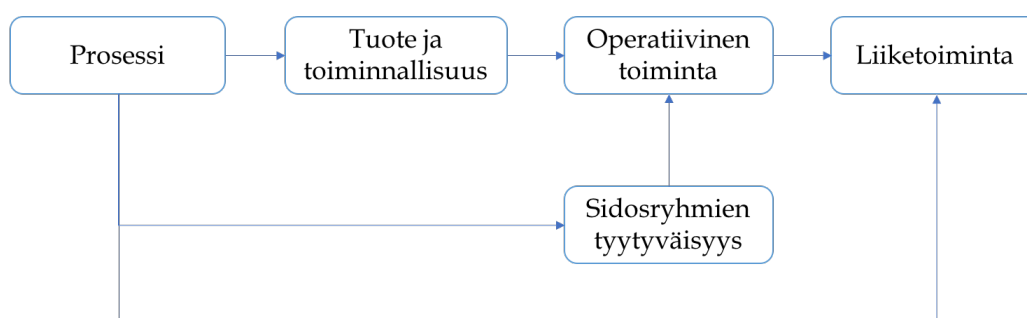 Prosessi
Tuote ja
toiminnallisuus
Operatiivinen
toiminta
Liiketoiminta
Sidosryhmien
tyytyväisyys